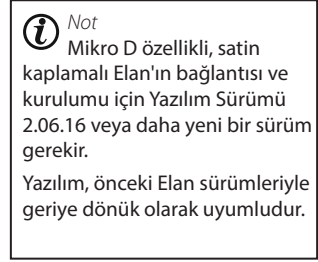 Not
Mikro D özellikli, satin
kaplamalı Elan'ın bağlantısı ve
kurulumu için Yazılım Sürümü
2.06.16 veya daha yeni bir sürüm
gerekir.
Yazılım, önceki Elan sürümleriyle
geriye dönük olarak uyumludur.